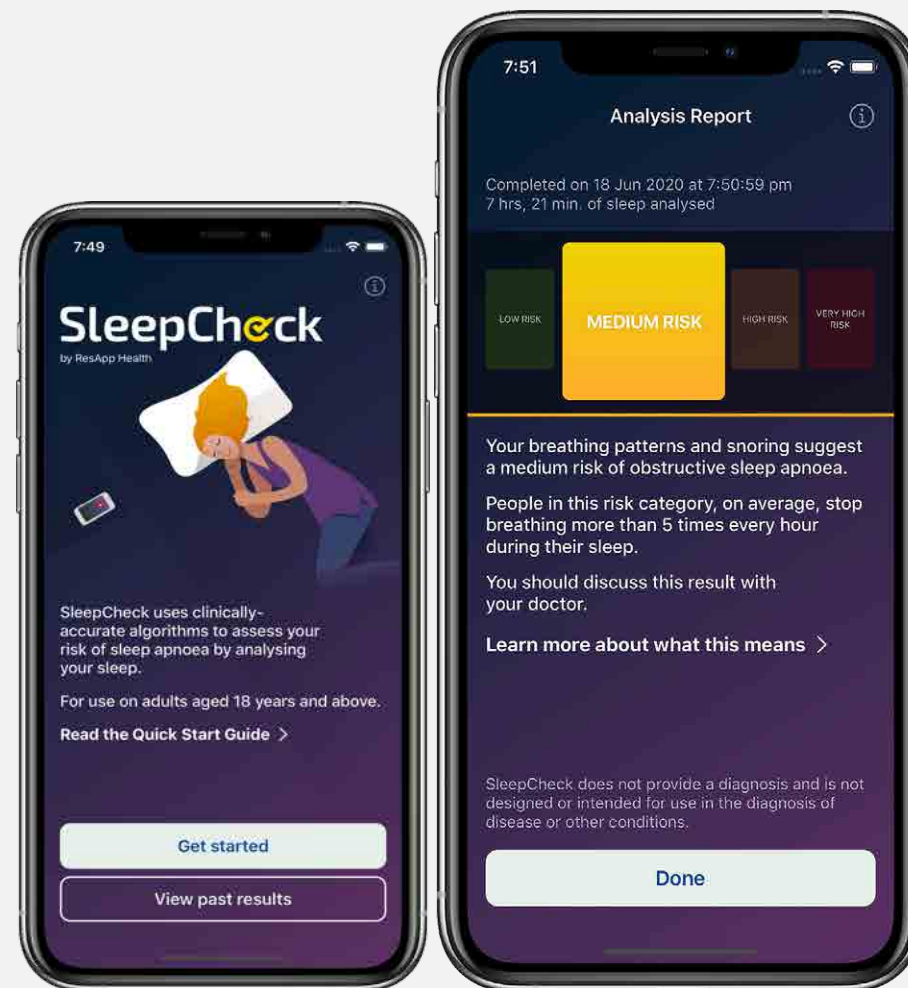 7:49
SleepCheck
by ResApp Health
SleepCheck uses clinically-
accurate algorithms to assess your
risk of sleep apnoea by analysing
your sleep.
For use on adults aged 18 years and above.
Read the Quick Start Guide >
Get started
View past results
7:51
Analysis Report
Completed on 18 Jun 2020 at 7:50:59 pm
7 hrs, 21 min. of sleep analysed
LOW RISK
MEDIUM RISK
HIGH RISK
VERY HIGH
RISK
Your breathing patterns and snoring suggest
a medium risk of obstructive sleep apnoea.
People in this risk category, on average, stop
breathing more than 5 times every hour
during their sleep.
You should discuss this result with
your doctor.
Learn more about what this means >
SleepCheck does not provide a diagnosis and is not
designed or intended for use in the diagnosis of
disease or other conditions.
Done